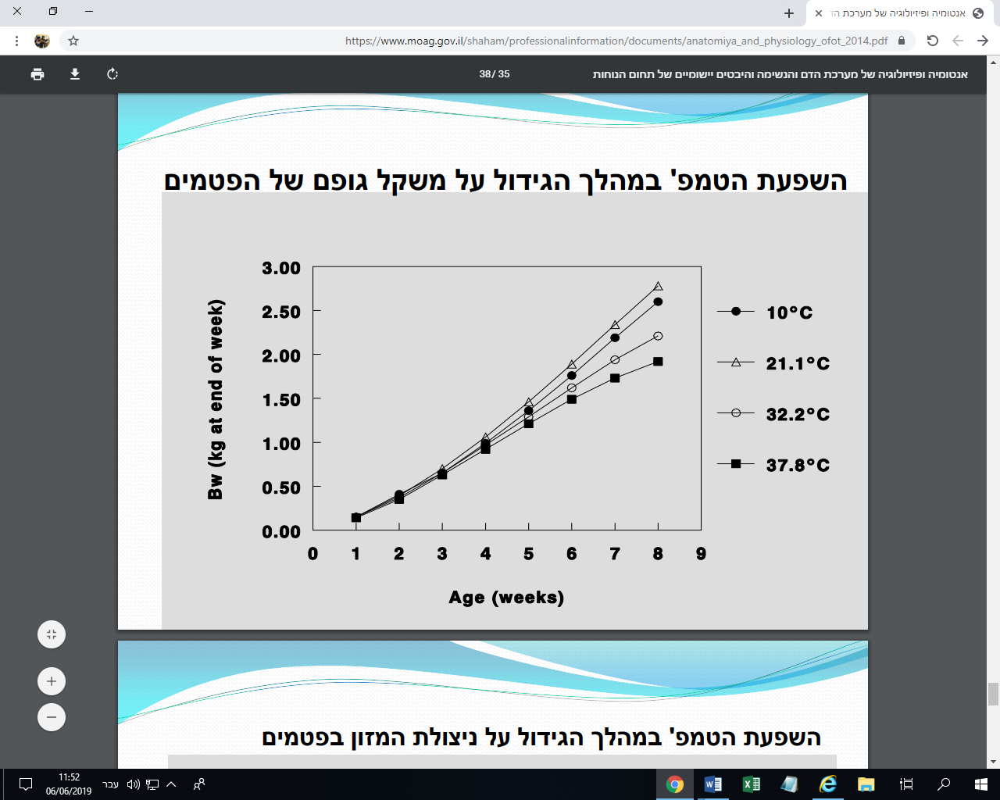 אנטומיה ופיזיולוגיה של מערכת הד
https://www.moag.gov.il/shaham/professionalinformation/documents/anatomiya_and_physiology_ofot_2014.pdf
אנטומיה ופיזיולוגיה של מערכת הדם והנשימה והיבטים יישומיים של תחום הנוחות
38 / 35
השפעת הטמפ' במהלך הגידול על משקל גופם של הפטמים
3.00
2.50
2.00
1.50
1.00
0.50
0.00
Bw (kg at end of week)
0 1 2 3 4 5 6 7 8 9
Age (weeks)
10°C
21.1°C
32.2°C
37.8°C
השפעת הטמפ' במהלך הגידול על ניצולת המזון בפטמים
11:52
06/06/2019
עבר